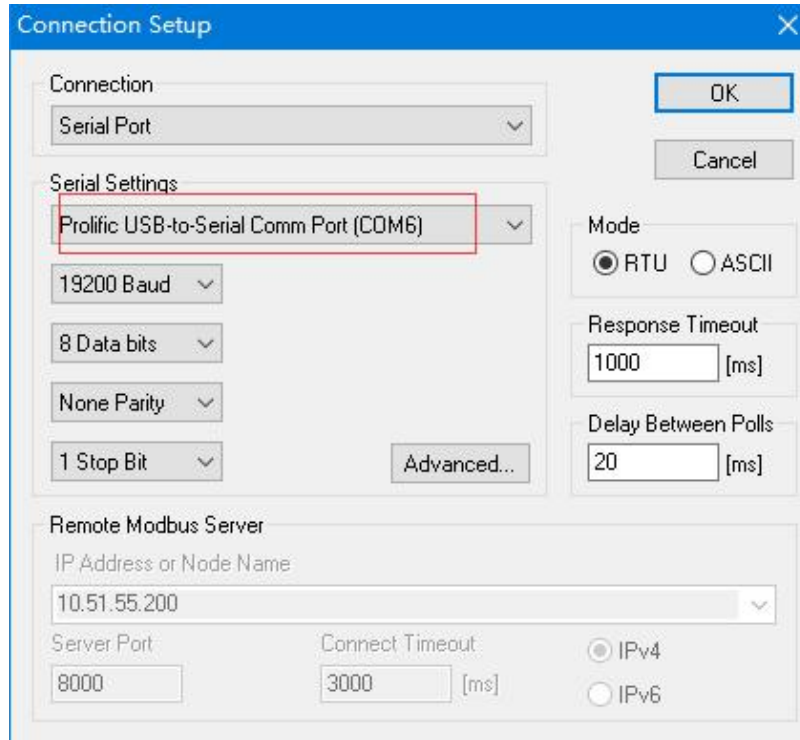 Connection Setup
Connection
Serial Port
OK
Cancel
Serial Settings
Prolific USB-to-Serial Comm Port (COM6)
19200 Baud
8 Data bits
None Parity
1 Stop Bit
Advanced...
Mode
RTU ASCII
Response Timeout
1000 [ms]
Delay Between Polls
20 [ms]
Remote Modbus Server
IP Address or Node Name
10.51.55.200
Server Port Connect Timeout
8000 3000 [ms]
IPv4
IPv6